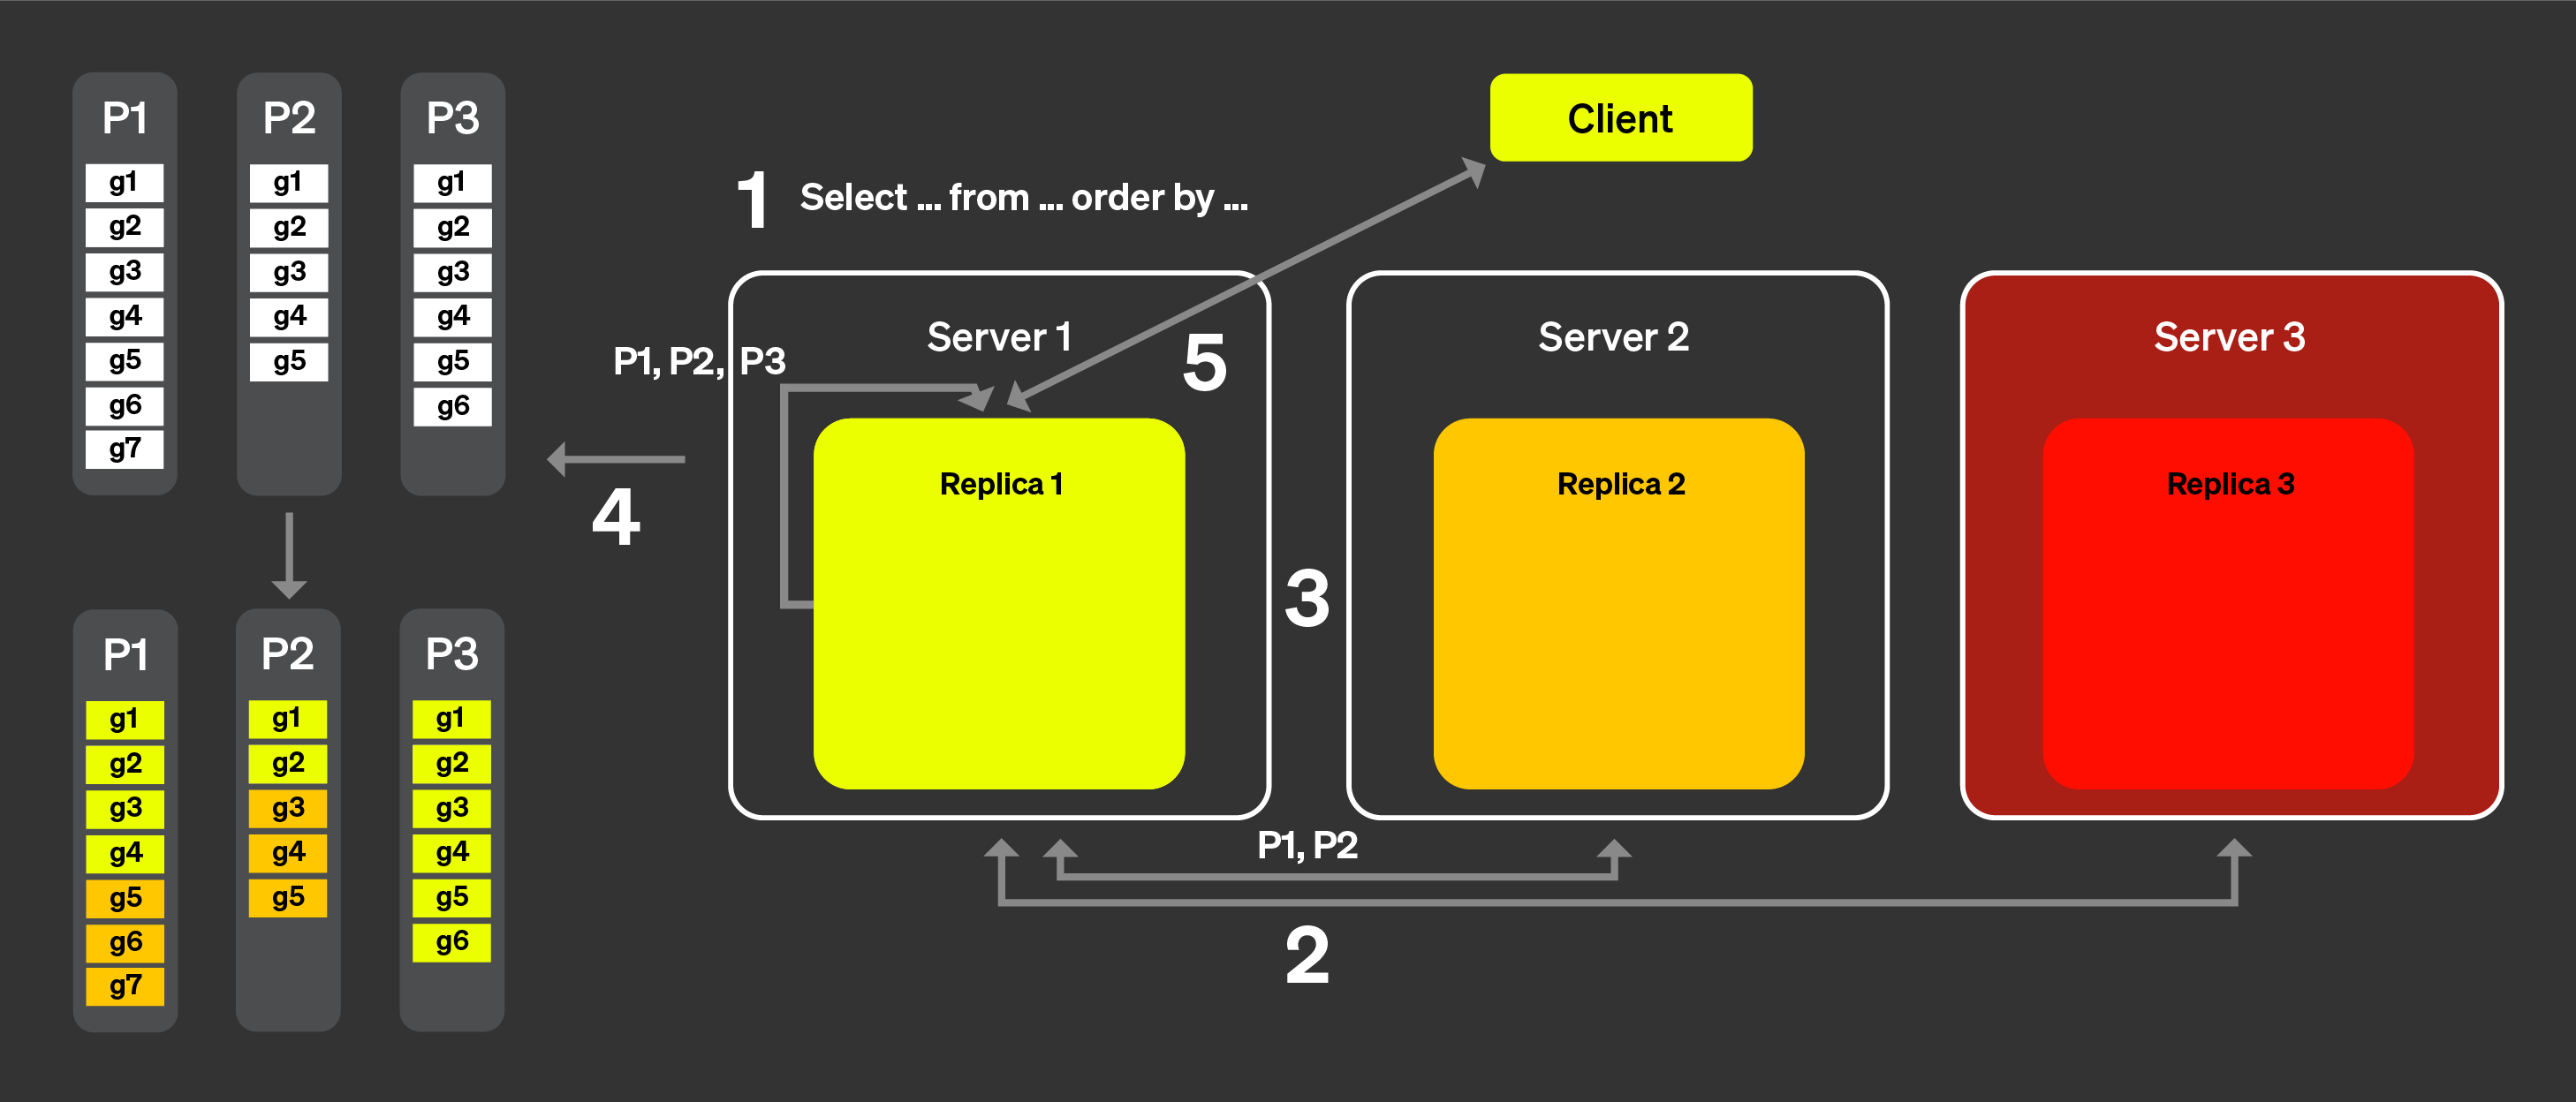 P1
g1
g2
g3
g4
g5
g6
g7
P2
g1
g2
g3
g4
g5
P3
g1
g2
g3
g4
g5
g6
4
P1
g1
g2
g3
g4
g5
g6
g7
P2
g1
g2
g3
g4
g5
P3
g1
g2
g3
g4
g5
g6
Client
1 Select ... from ... order by ...
Server 1
5
P1, P2, P3
Replica 1
3
Server 2
Replica 2
Server 3
Replica 3
P1, P2
2